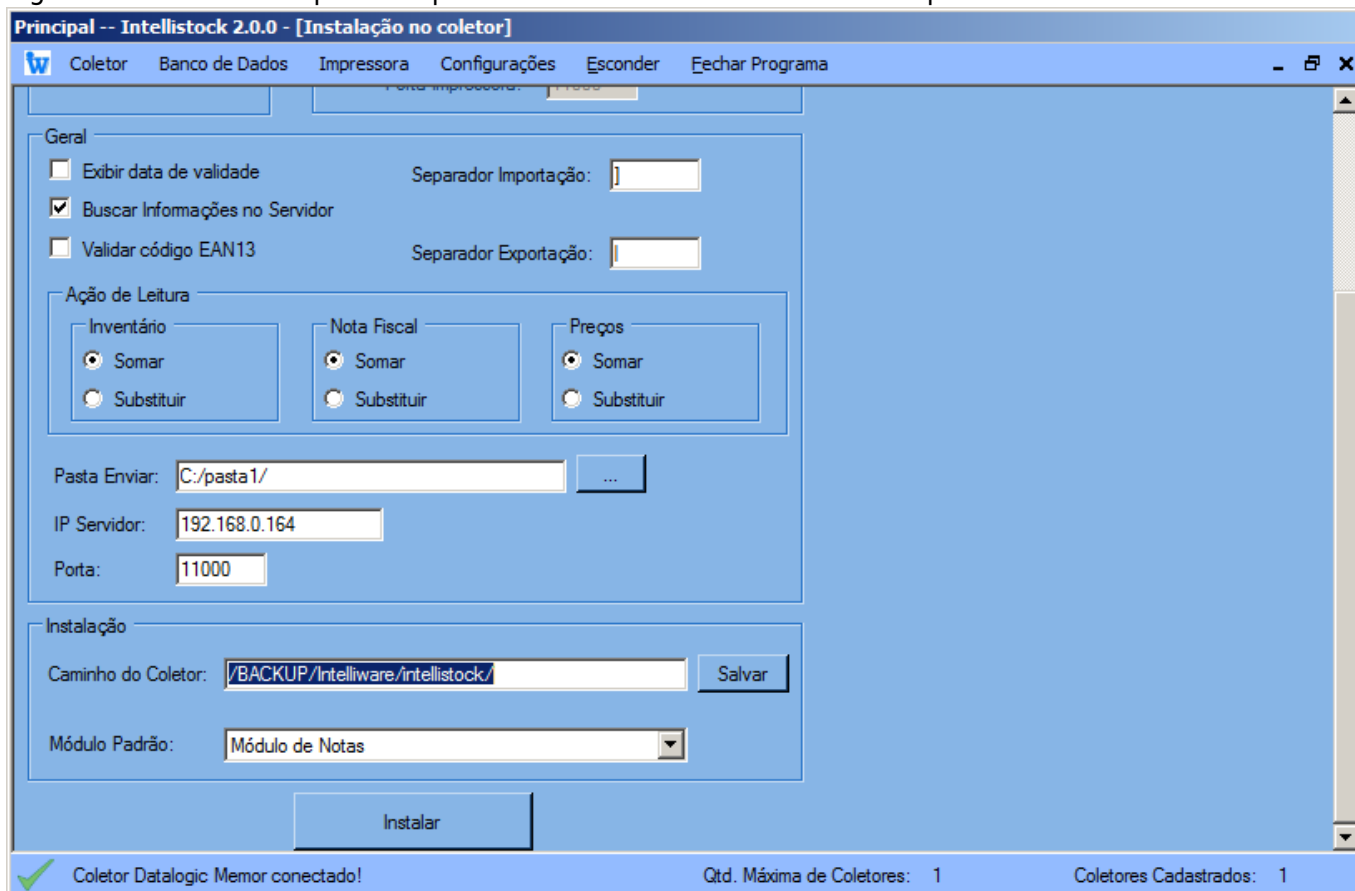 Principal -- Intellistock 2.0.0 - [Instalação no coletor]
Coletor Banco de Dados Impressora Configurações Esconder Fechar Programa
Geral
Exibir data de validade Separador Importação: ]
Buscar Informações no Servidor
Validar código EAN13 Separador Exportação: |
Ação de Leitura
Inventário Nota Fiscal Preços
Somar Somar Somar
Substituir Substituir Substituir
Pasta Enviar: C:/pasta1/ ...
IP Servidor: 192.168.0.164
Porta: 11000
Instalação
Caminho do Coletor: /BACKUP/Intelliware/intellistock/ Salvar
Módulo Padrão: Módulo de Notas
Instalar
Coletor Datalogic Memor conectado! Qtd. Máxima de Coletores: 1 Coletores Cadastrados: 1